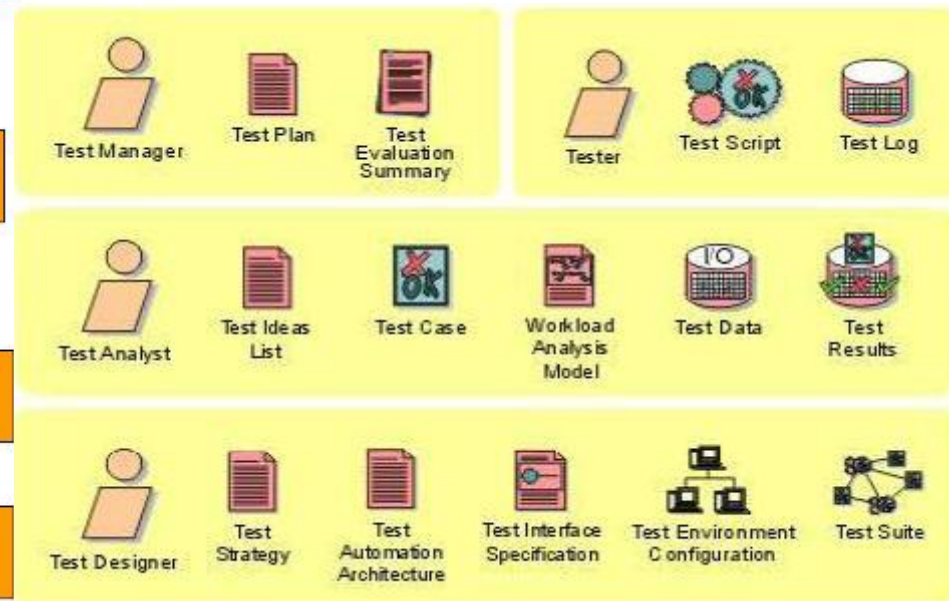 Test Manager
Test Plan
Test
Evaluation
Summary
Tester
Test Script
Test Log
X
OK
Test Analyst
Test Ideas
List
X
OK
Test Case
Workload
Analysis
Model
I/O
Test Data
Test
Results
Test Designer
Test
Strategy
Test
Automation
Architecture
Test Interface
Specification
Test Environment
Configuration
Test Suite